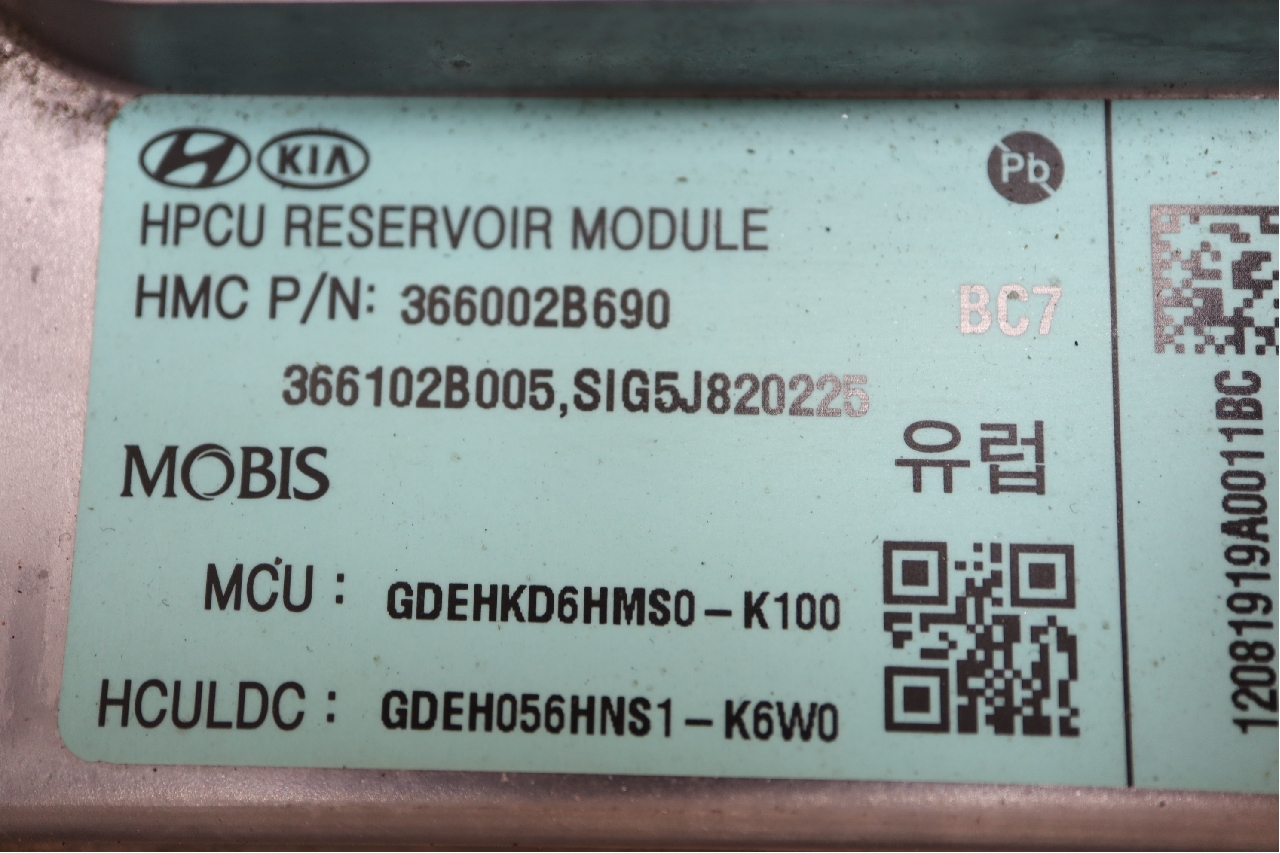 KIA
Pb
HPCU RESERVOIR MODULE
HMC P/N: 366002B690
BC7
366102B005,SIG5J820225
유럽
MOBIS
MCU : GDEHKD6HMS0-K100
HCULDC : GDEH056HNS1-K6W0
12081919A0011BC